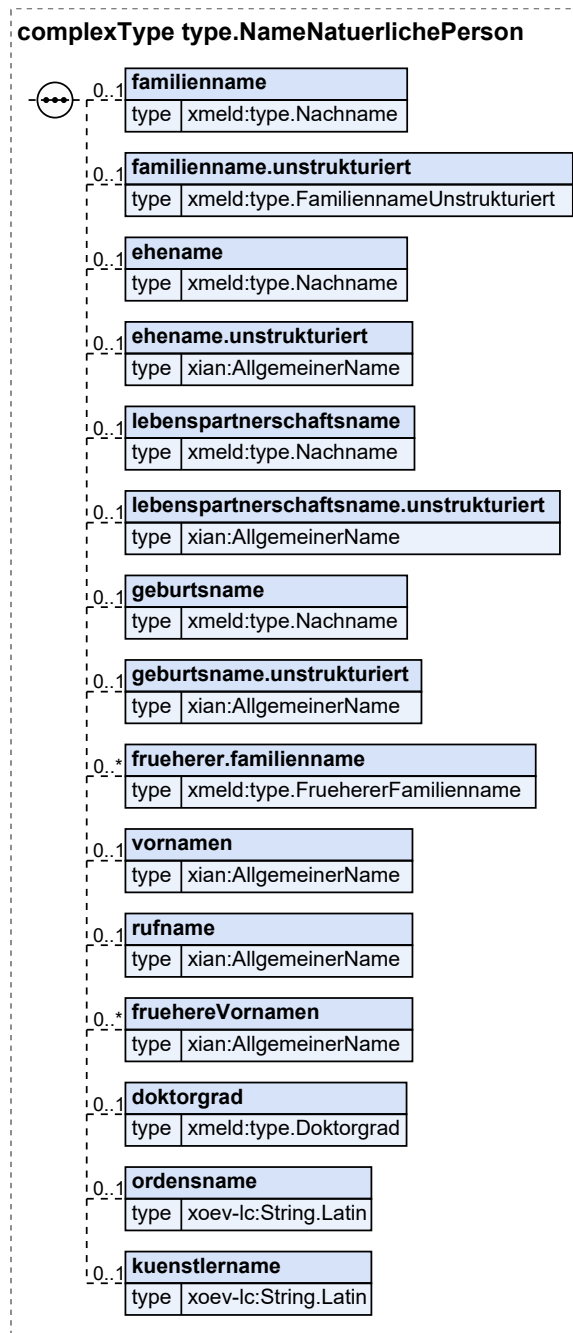 complexType type.NameNatuerlichePerson
0..1 familienname
type xmeld:type.Nachname
0..1 familienname.unstrukturiert
type xmeld:type.FamiliennameUnstrukturiert
0..1 ehename
type xmeld:type.Nachname
0..1 ehename.unstrukturiert
type xian:AllgemeinerName
0..1 lebenspartnerschaftsname
type xmeld:type.Nachname
0..1 lebenspartnerschaftsname.unstrukturiert
type xian:AllgemeinerName
0..1 geburtsname
type xmeld:type.Nachname
0..1 geburtsname.unstrukturiert
type xian:AllgemeinerName
0..* frueherer.familienname
type xmeld:type.FruehererFamilienname
0..1 vornamen
type xian:AllgemeinerName
0..1 rufname
type xian:AllgemeinerName
0..* fruehereVornamen
type xian:AllgemeinerName
0..1 doktorgrad
type xmeld:type.Doktorgrad
0..1 ordensname
type xoev-lc:String.Latin
0..1 kuenstlername
type xoev-lc:String.Latin